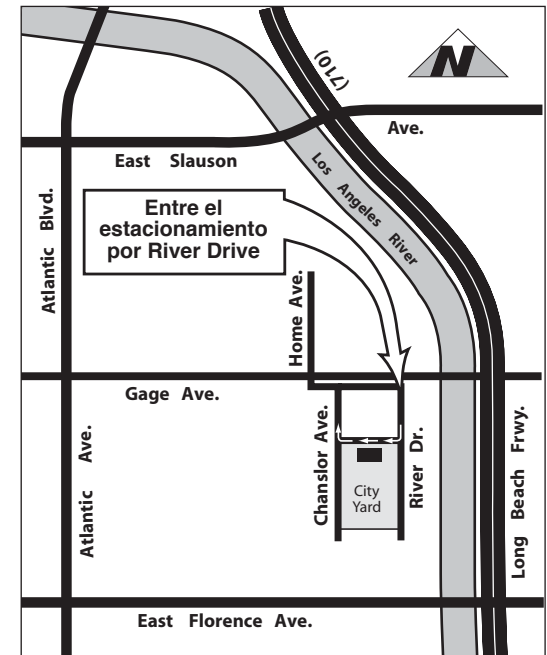 (710)
N
Ave.
East Slauson
Los Angeles River
Atlantic Blvd.
Entre el
estacionamiento
por River Drive
Home Ave.
Gage Ave.
Chanslor Ave.
River Dr.
Long Beach Frwy.
Atlantic Ave.
City
Yard
East Florence Ave.